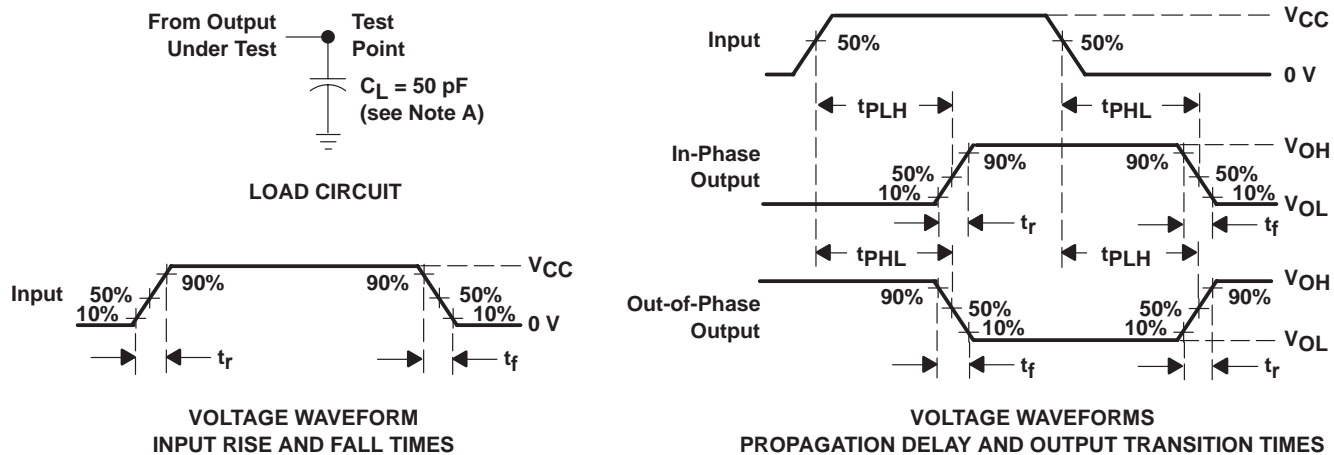 From Output
Under Test
Test
Point
CL = 50 pF
(see Note A)
LOAD CIRCUIT
Input
50%
10%
90%
90%
50%
10%
VCC
0 V
tr
tf
VOLTAGE WAVEFORM
INPUT RISE AND FALL TIMES
Input
50%
50%
VCC
0 V
tPLH
tPHL
In-Phase
Output
50%
10%
90%
90%
50%
10%
VOH
VOL
tr
tf
tPHL
tPLH
Out-of-Phase
Output
90%
50%
10%
50%
10%
90%
VOH
VOL
tf
tr
VOLTAGE WAVEFORMS
PROPAGATION DELAY AND OUTPUT TRANSITION TIMES